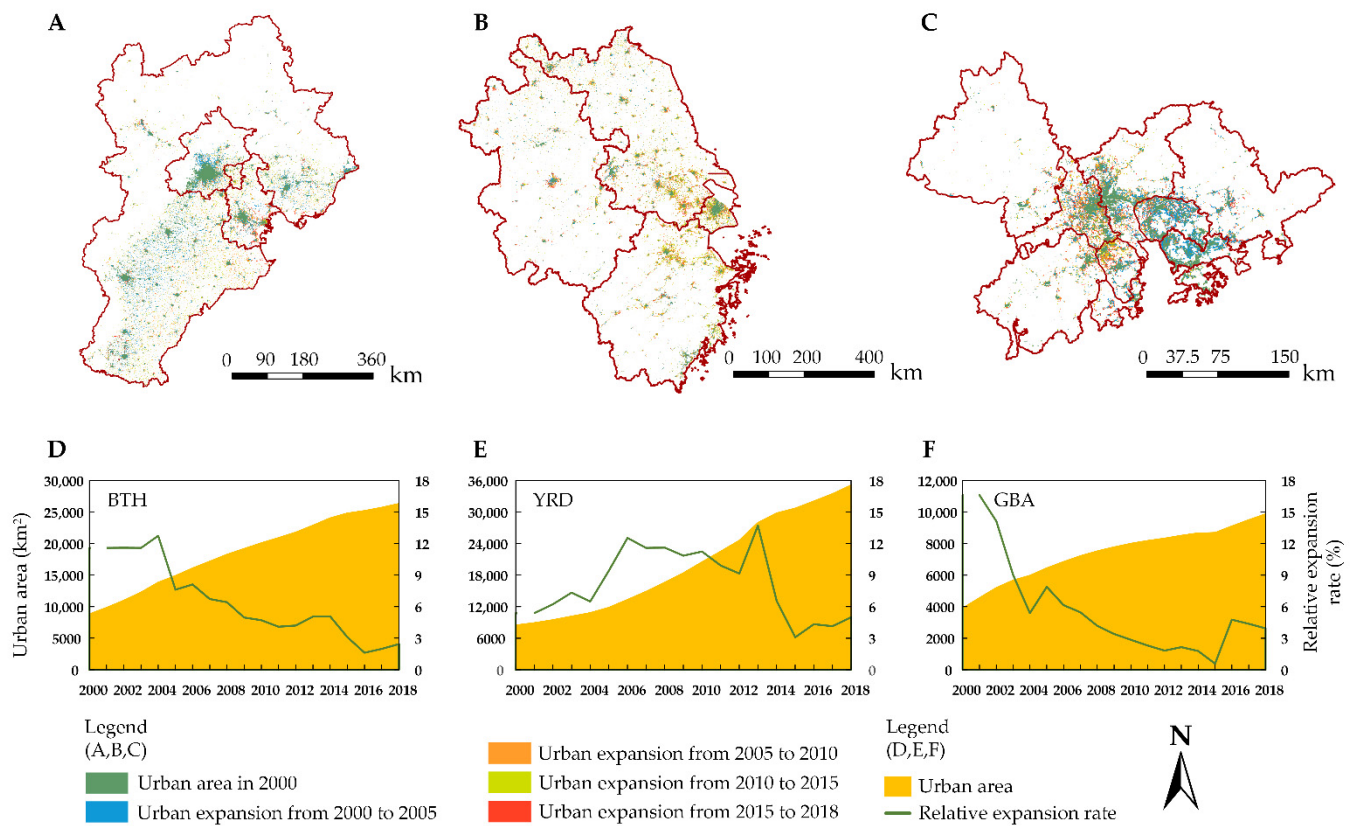 A
B
C
0 90 180 360
km
0 100 200 400
km
0 37.5 75 150
km
D
E
F
Urban area (km²)
30,000
25,000
20,000
15,000
10,000
5000
0
BTH
18
15
12
9
6
3
0
2000 2002 2004 2006 2008 2010 2012 2014 2016 2018
36,000
30,000
24,000
18,000
12,000
6000
0
YRD
18
15
12
9
6
3
0
2000 2002 2004 2006 2008 2010 2012 2014 2016 2018
12,000
10,000
8000
6000
4000
2000
0
GBA
18
15
12
9
6
3
0
2000 2002 2004 2006 2008 2010 2012 2014 2016 2018
Relative expansion
rate (%)
Legend
(A,B,C)
Urban area in 2000
Urban expansion from 2000 to 2005
Urban expansion from 2005 to 2010
Urban expansion from 2010 to 2015
Urban expansion from 2015 to 2018
Legend
(D,E,F)
Urban area
Relative expansion rate
N